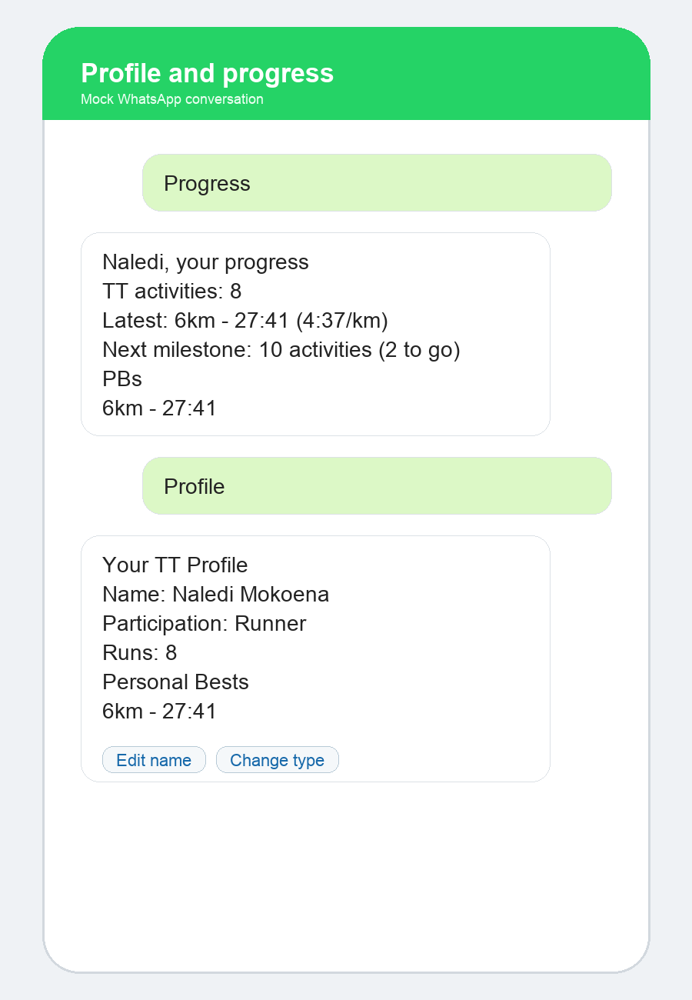 Profile and progress
Mock WhatsApp conversation
Progress
Naledi, your progress
TT activities: 8
Latest: 6km - 27:41 (4:37/km)
Next milestone: 10 activities (2 to go)
PBs
6km - 27:41
Profile
Your TT Profile
Name: Naledi Mokoena
Participation: Runner
Runs: 8
Personal Bests
6km - 27:41
Edit name Change type